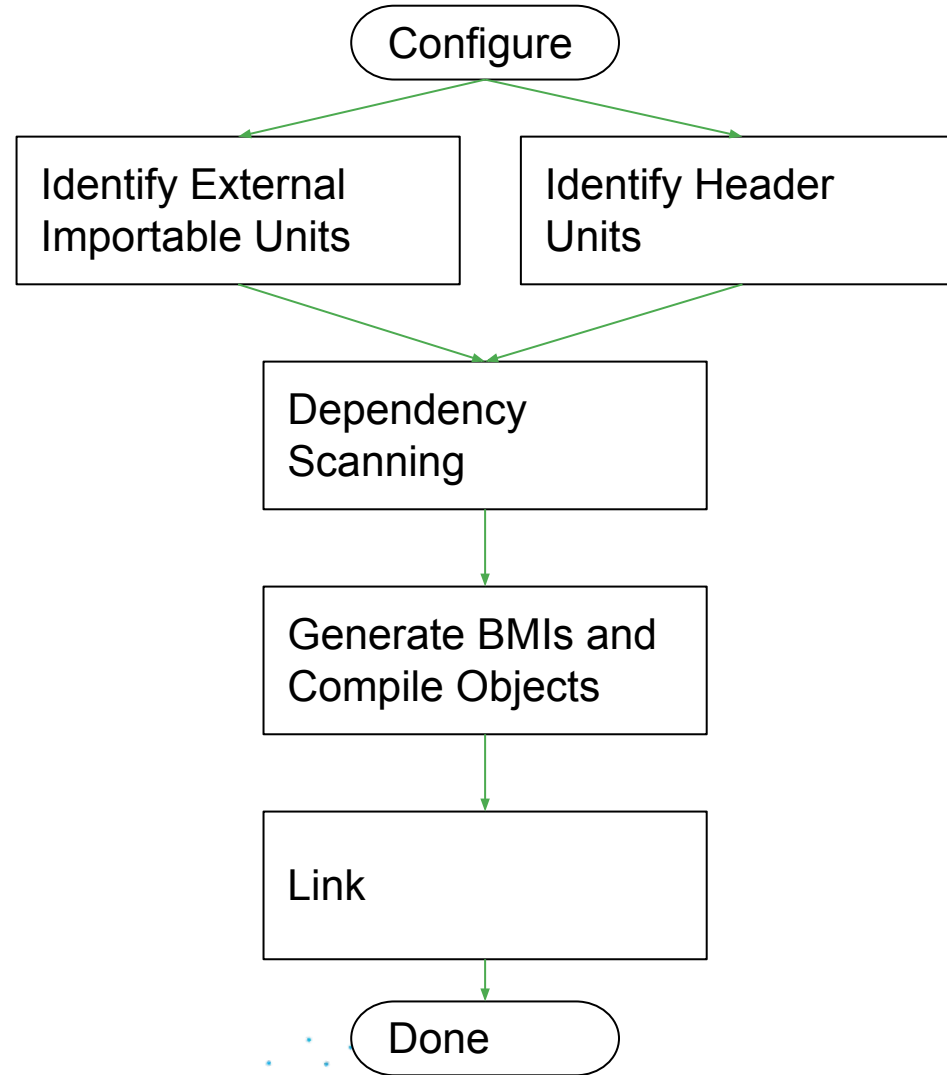 Configure
Identify External
Importable Units
Identify Header
Units
Dependency
Scanning
Generate BMIs and
Compile Objects
Link
Done